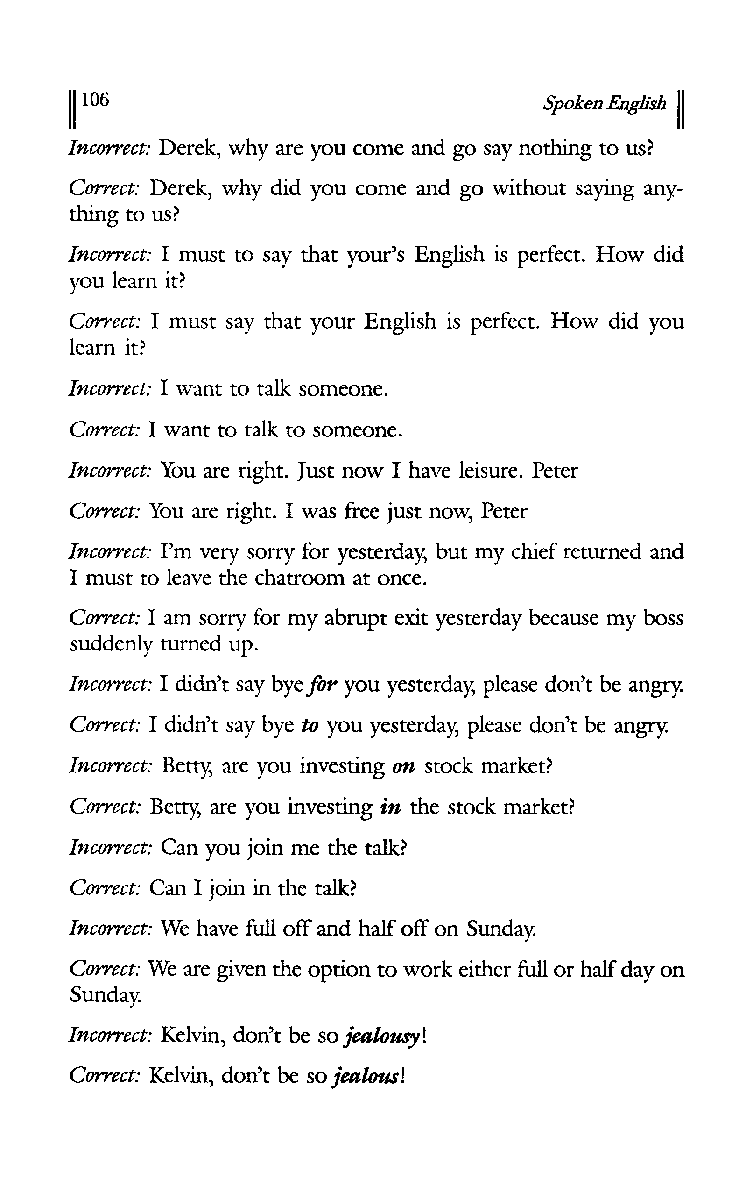 106
Spoken English
Incorrect: Derek, why are you come and go say nothing to us?
Correct: Derek, why did you come and go without saying any-
thing to us?
Incorrect: I must to say that your's English is perfect. How did
you learn it?
Correct: I must say that your English is perfect. How did you
learn it?
Incorrect: I want to talk someone.
Correct: I want to talk to someone.
Incorrect: You are right. Just now I have leisure. Peter
Correct: You are right. I was free just now, Peter
Incorrect: I'm very sorry for yesterday, but my chief returned and
I must to leave the chatroom at once.
Correct: I am sorry for my abrupt exit yesterday because my boss
suddenly turned up.
Incorrect: I didn't say bye for you yesterday, please don't be angry.
Correct: I didn't say bye to you yesterday, please don't be angry.
Incorrect: Betty, are you investing on stock market?
Correct: Betty, are you investing in the stock market?
Incorrect: Can you join me the talk?
Correct: Can I join in the talk?
Incorrect: We have full off and half off on Sunday.
Correct: We are given the option to work either full or half day on
Sunday.
Incorrect: Kelvin, don't be so jealousy!
Correct: Kelvin, don't be so jealous!